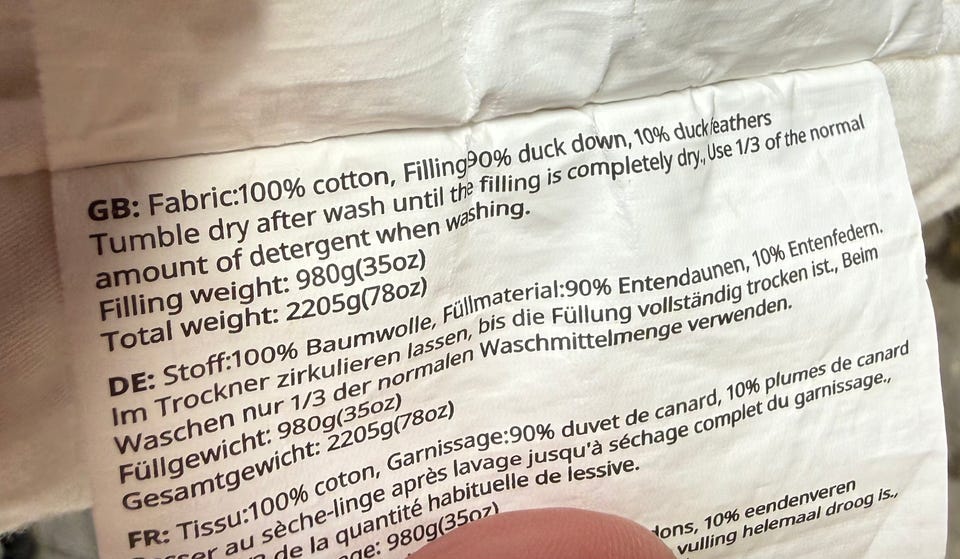 GB: Fabric:100% cotton, Filling90% duck down, 10% duck feathers
Tumble dry after wash until the filling is completely dry., Use 1/3 of the normal
amount of detergent when washing.
Filling weight: 980g(35oz)
Total weight: 2205g(78oz)
DE: Stoff:100% Baumwolle, Füllmaterial:90% Entendaunen, 10% Entenfedern.
Im Trockner zirkulieren lassen, bis die Füllung vollständig trocken ist., Beim
Waschen nur 1/3 der normalen Waschmittelmenge verwenden.
Füllgewicht: 980g(35oz)
Gesamtgewicht: 2205g(78oz)
FR: Tissu:100% coton, Garnissage:90% duvet de canard, 10% plumes de canard
au sèche-linge après lavage jusqu'à séchage complet du garnissage.,
de la quantité habituelle de lessive.
980g(35oz)
10% eendenveren
vulling helemaal droog is.,